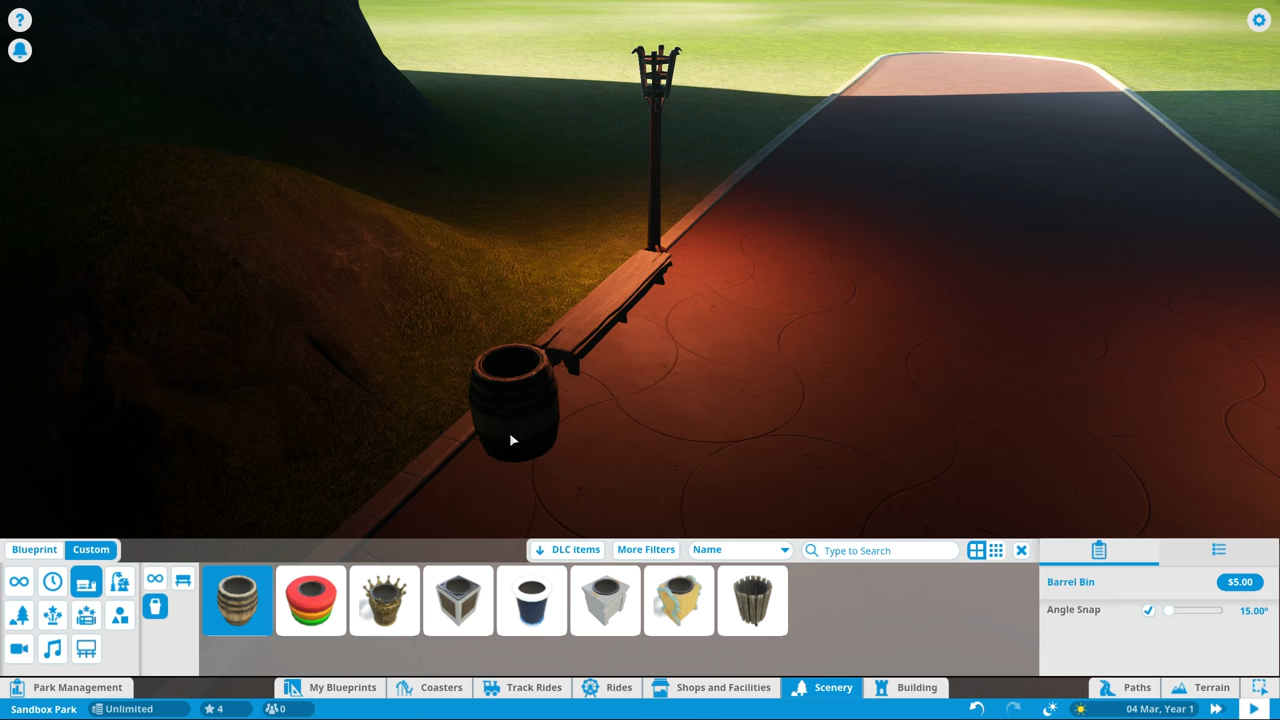 ?
Blueprint
Custom
DLC items
More Filters
Name
Type to Search
Barrel Bin
$5.00
Angle Snap
15.00°
Park Management
My Blueprints
Coasters
Track Rides
Rides
Shops and Facilities
Scenery
Building
Paths
Terrain
Sandbox Park
Unlimited
4
0
04 Mar, Year 1